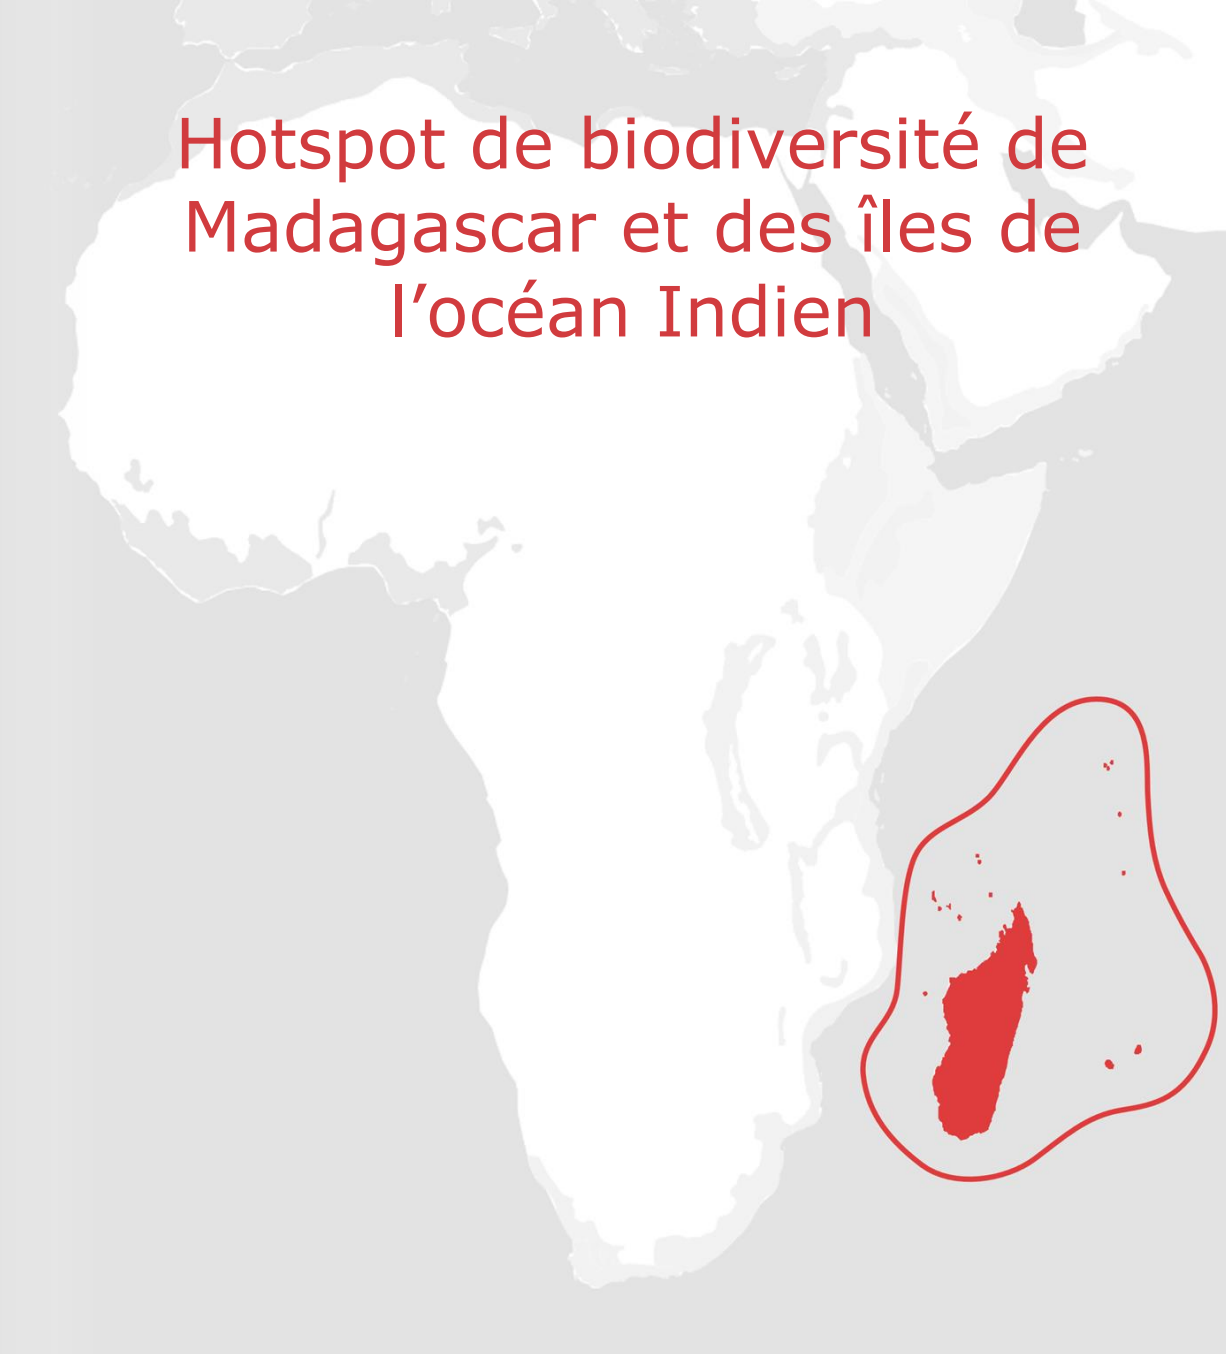 Hotspot de biodiversité de
Madagascar et des îles de
l’océan Indien